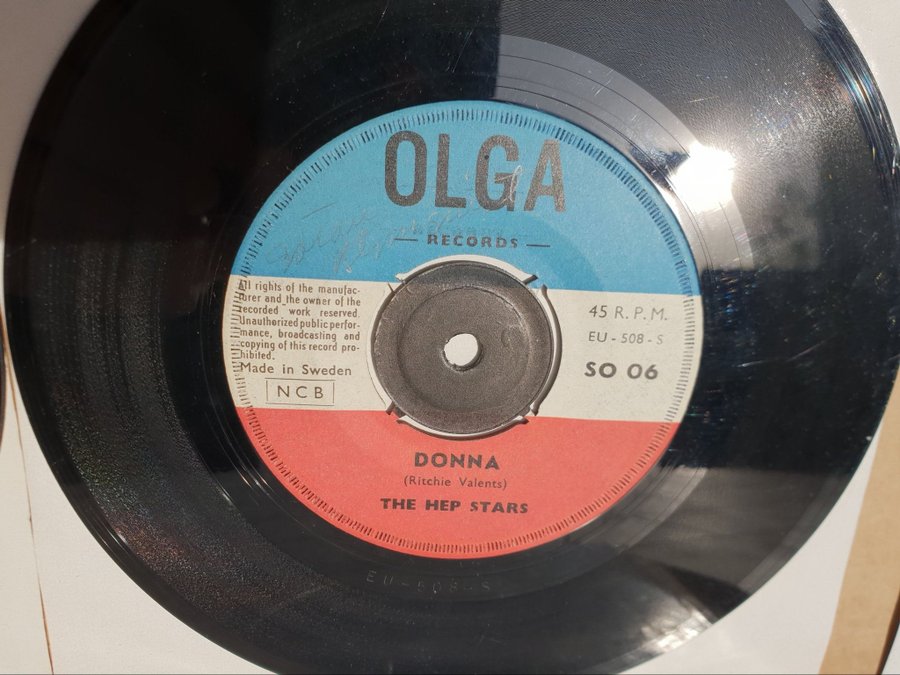 OLGA
— RECORDS —
All rights of the manufac-
turer and the owner of the
recorded work reserved.
Unauthorized public perfor-
mance, broadcasting and
copying of this record pro-
hibited.
Made in Sweden
NCB
45 R.P.M.
EU - 508 - S
SO 06
DONNA
(Ritchie Valents)
THE HEP STARS
EU-508-S